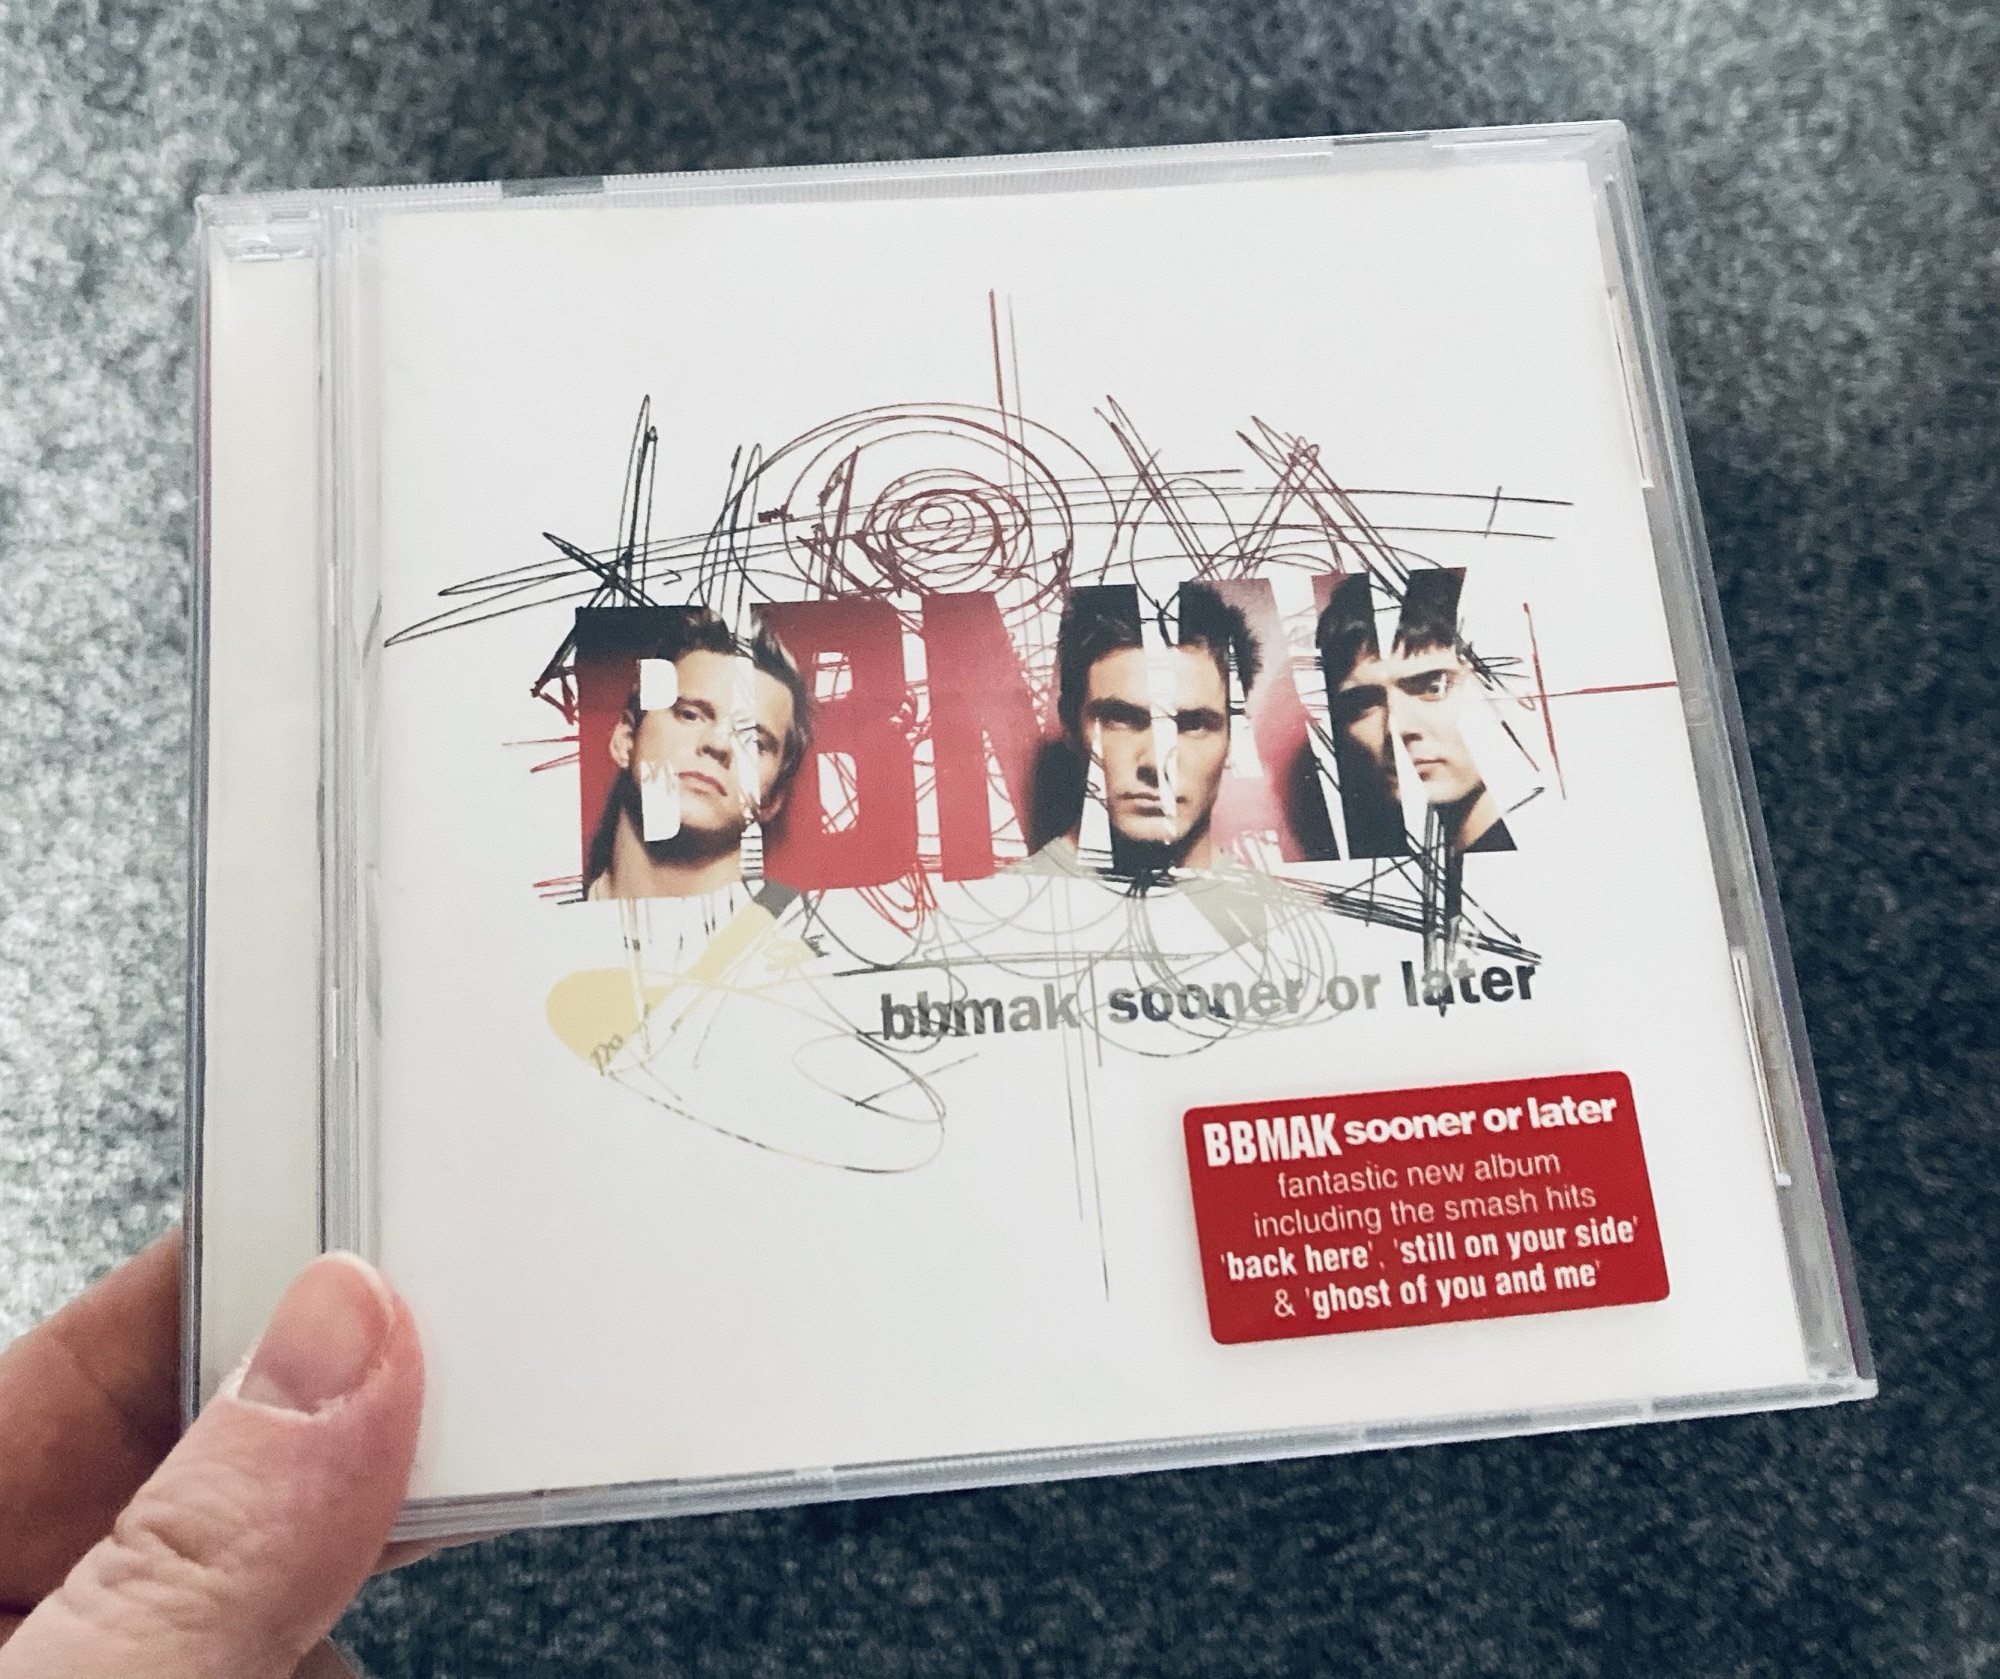 BBMAK
bbmak sooner or later
BBMAK sooner or later
fantastic new album
including the smash hits
'back here', 'still on your side'
& 'ghost of you and me'